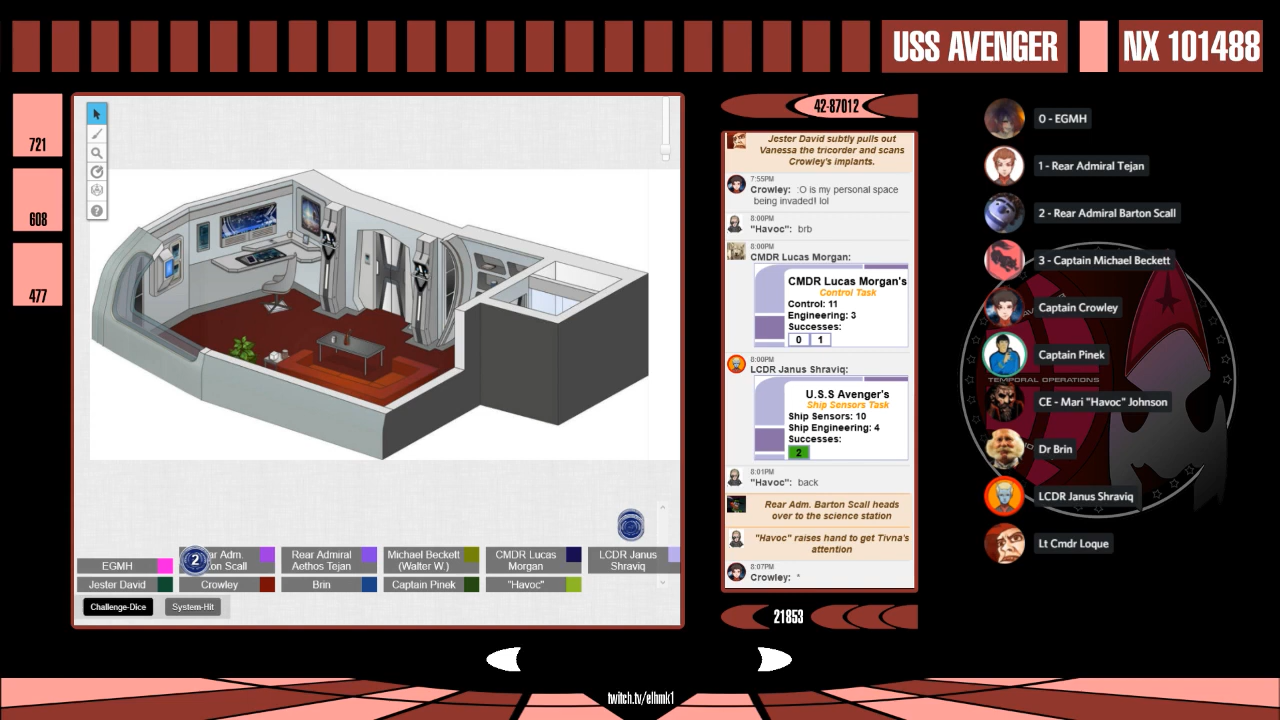 USS AVENGER
NX 101488
721
608
477
42-87012
Jester David subtly pulls out
Vanessa the tricorder and scans
Crowley's implants.
7:55PM
Crowley: :O is my personal space
being invaded! lol
8:00PM
"Havoc": brb
8:00PM
CMDR Lucas Morgan:
CMDR Lucas Morgan's
Control Task
Control: 11
Engineering: 3
Successes:
0 1
8:00PM
LCDR Janus Shraviq:
U.S.S Avenger's
Ship Sensors Task
Ship Sensors: 10
Ship Engineering: 4
Successes:
2
8:01PM
"Havoc": back
Rear Adm. Barton Scall heads
over to the science station
"Havoc" raises hand to get Tivna's
attention
8:07PM
Crowley: *
21853
0 - EGMH
1 - Rear Admiral Tejan
2 - Rear Admiral Barton Scall
3 - Captain Michael Beckett
Captain Crowley
Captain Pinek
CE - Mari "Havoc" Johnson
Dr Brin
LCDR Janus Shraviq
Lt Cmdr Loque
TEMPORAL OPERATIONS
EGMH
2
ar Adm.
on Scall
Rear Admiral
Aethos Tejan
Michael Beckett
(Walter W.)
CMDR Lucas
Morgan
LCDR Janus
Shraviq
Jester David
Crowley
Brin
Captain Pinek
"Havoc"
Challenge-Dice
System-Hit
twitch.tv/elhmk1